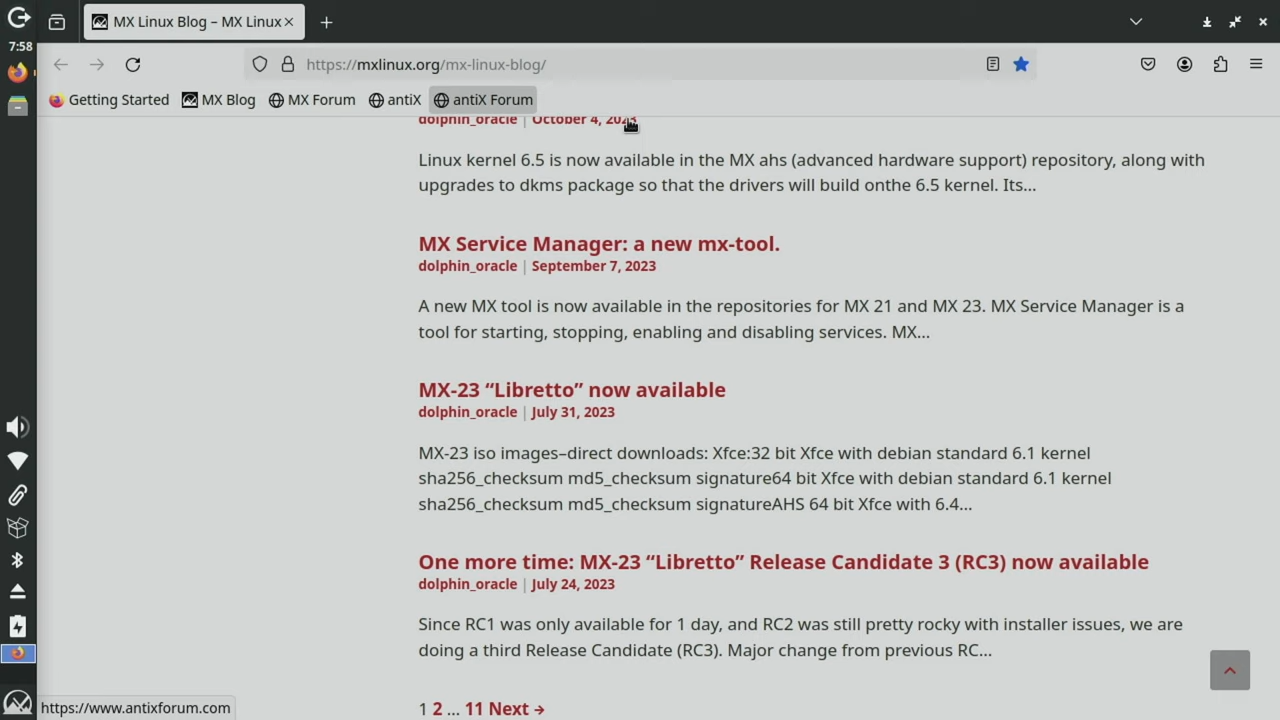 MX Linux Blog – MX Linux
7:58
https://mxlinux.org/mx-linux-blog/
Getting Started MX Blog MX Forum antiX antiX Forum
dolphin_oracle | October 4, 2023
Linux kernel 6.5 is now available in the MX ahs (advanced hardware support) repository, along with
upgrades to dkms package so that the drivers will build onthe 6.5 kernel. Its...
MX Service Manager: a new mx-tool.
dolphin_oracle | September 7, 2023
A new MX tool is now available in the repositories for MX 21 and MX 23. MX Service Manager is a
tool for starting, stopping, enabling and disabling services. MX...
MX-23 “Libretto” now available
dolphin_oracle | July 31, 2023
MX-23 iso images–direct downloads: Xfce:32 bit Xfce with debian standard 6.1 kernel
sha256_checksum md5_checksum signature64 bit Xfce with debian standard 6.1 kernel
sha256_checksum md5_checksum signatureAHS 64 bit Xfce with 6.4...
One more time: MX-23 “Libretto” Release Candidate 3 (RC3) now available
dolphin_oracle | July 24, 2023
Since RC1 was only available for 1 day, and RC2 was still pretty rocky with installer issues, we are
doing a third Release Candidate (RC3). Major change from previous RC...
1 2 ... 11 Next →
https://www.antixforum.com